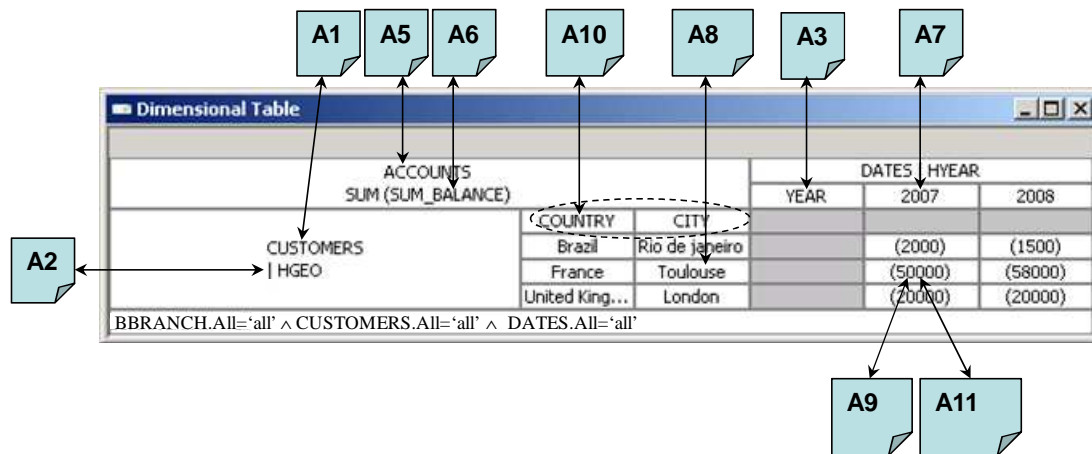 A1 A5 A6 A10 A8 A3 A7
Dimensional Table
ACCOUNTS DATES | HYEAR
SUM (SUM_BALANCE) YEAR 2007 2008
COUNTRY CITY
CUSTOMERS Brazil Rio de janeiro (2000) (1500)
A2 | HGEO France Toulouse (50000) (58000)
United King... London (20000) (20000)
BBRANCH.All=‘all’ ∧ CUSTOMERS.All=‘all’ ∧ DATES.All=‘all’
A9 A11